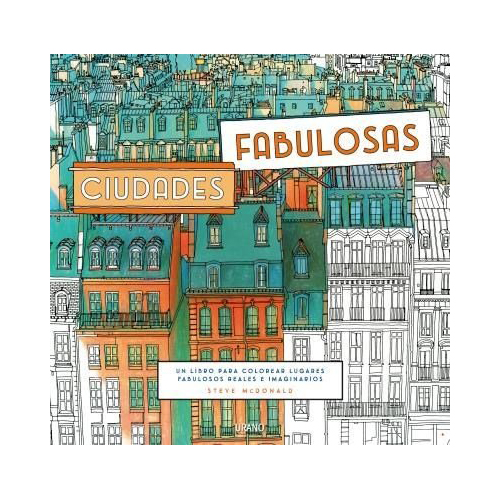 CIUDADES
FABULOSAS
UN LIBRO PARA COLOREAR LUGARES
FABULOSOS REALES E IMAGINARIOS
STEVE MCDONALD
URANO